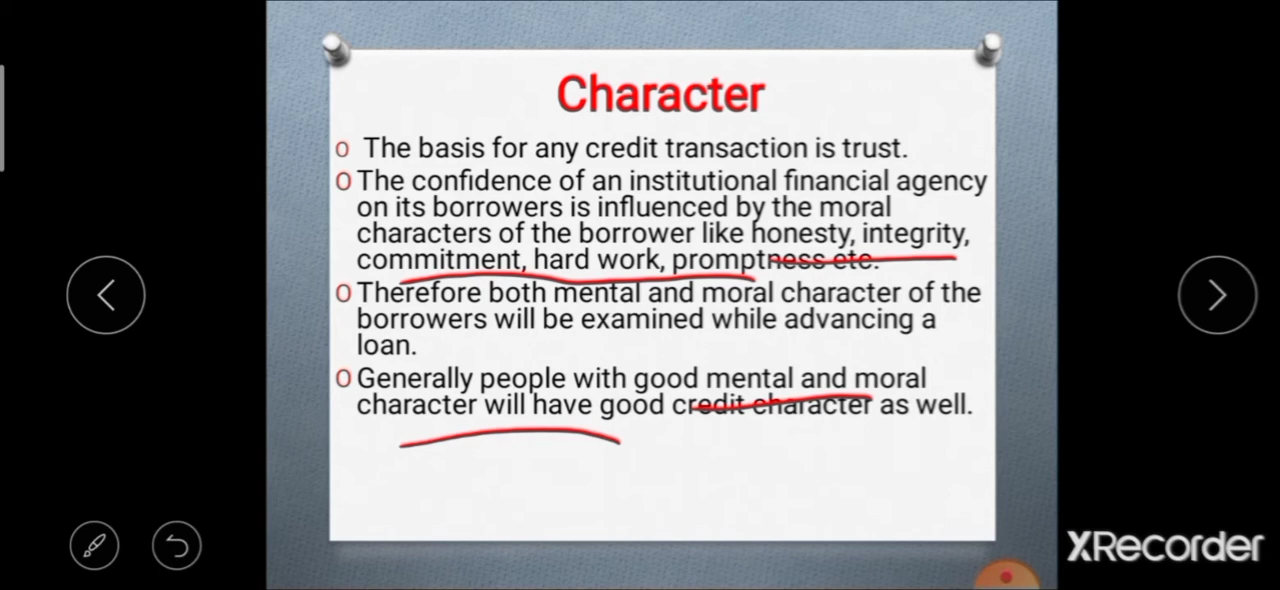 Character
o The basis for any credit transaction is trust.
o The confidence of an institutional financial agency
on its borrowers is influenced by the moral
characters of the borrower like honesty, integrity,
commitment, hard work, promptness etc.
o Therefore both mental and moral character of the
borrowers will be examined while advancing a
loan.
o Generally people with good mental and moral
character will have good credit character as well.
XRecorder